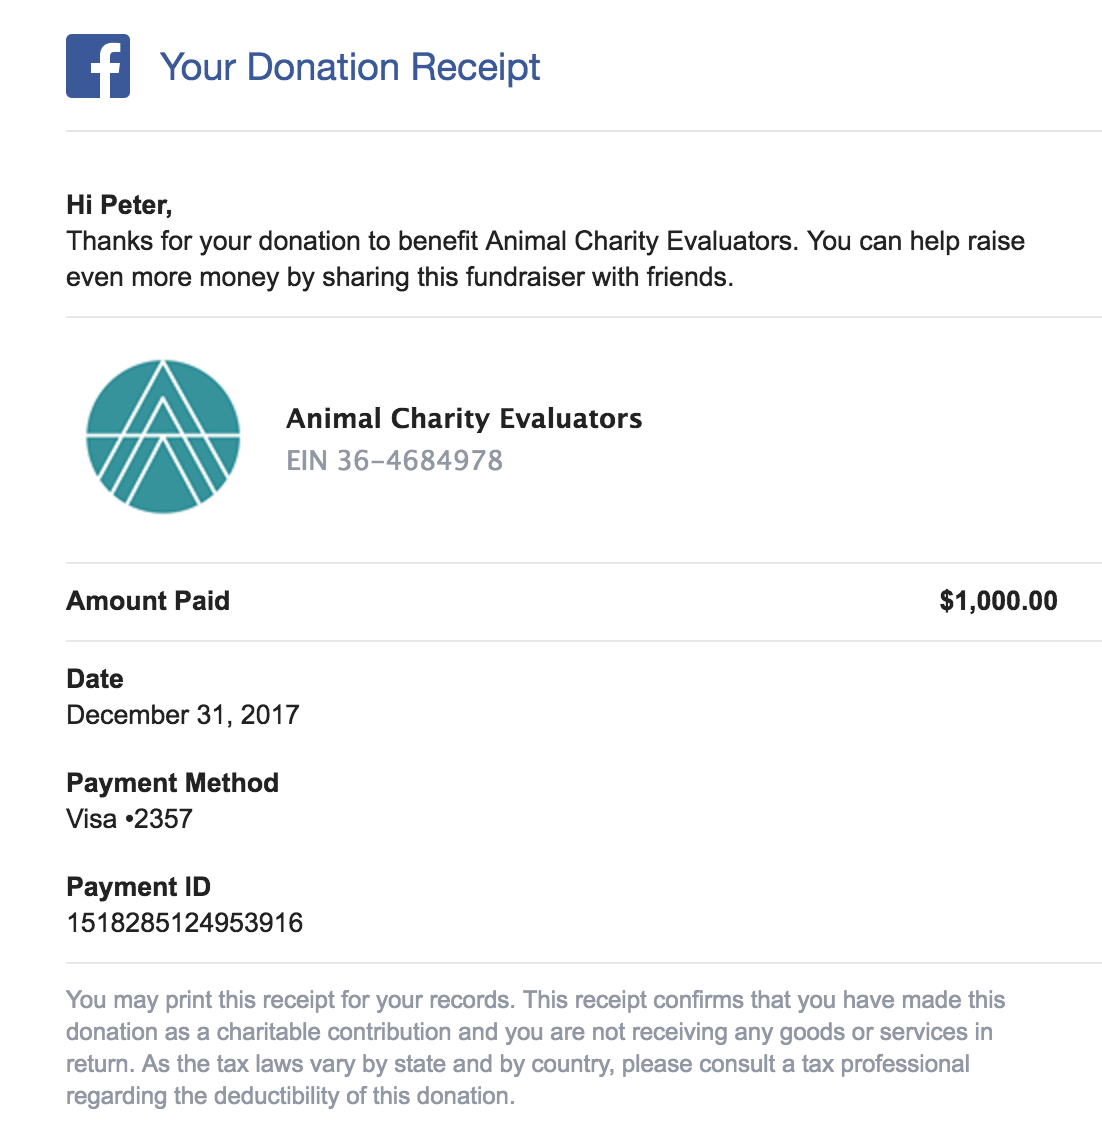 Your Donation Receipt
Hi Peter,
Thanks for your donation to benefit Animal Charity Evaluators. You can help raise
even more money by sharing this fundraiser with friends.
Animal Charity Evaluators
EIN 36-4684978
Amount Paid $1,000.00
Date
December 31, 2017
Payment Method
Visa •2357
Payment ID
1518285124953916
You may print this receipt for your records. This receipt confirms that you have made this
donation as a charitable contribution and you are not receiving any goods or services in
return. As the tax laws vary by state and by country, please consult a tax professional
regarding the deductibility of this donation.